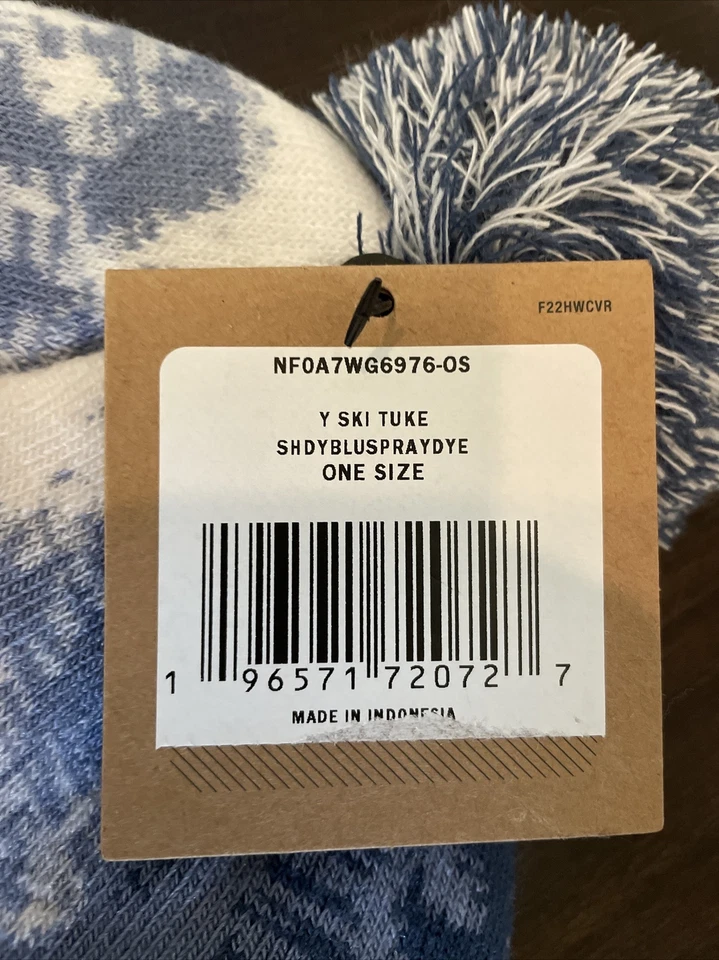 F22HWCVR
NF0A7WG6976-OS
Y SKI TUKE
SHDYBLUSPRAYDYE
ONE SIZE
1 96571 72072 7
MADE IN INDONESIA